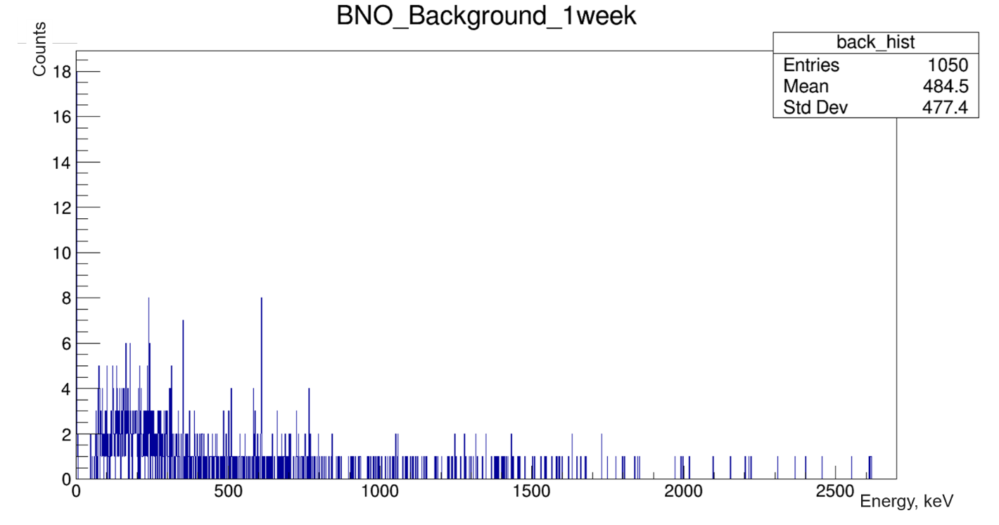 BNO_Background_1week
back_hist
Entries 1050
Mean 484.5
Std Dev 477.4
Counts
18
16
14
12
10
8
6
4
2
0
0 500 1000 1500 2000 2500
Energy, keV